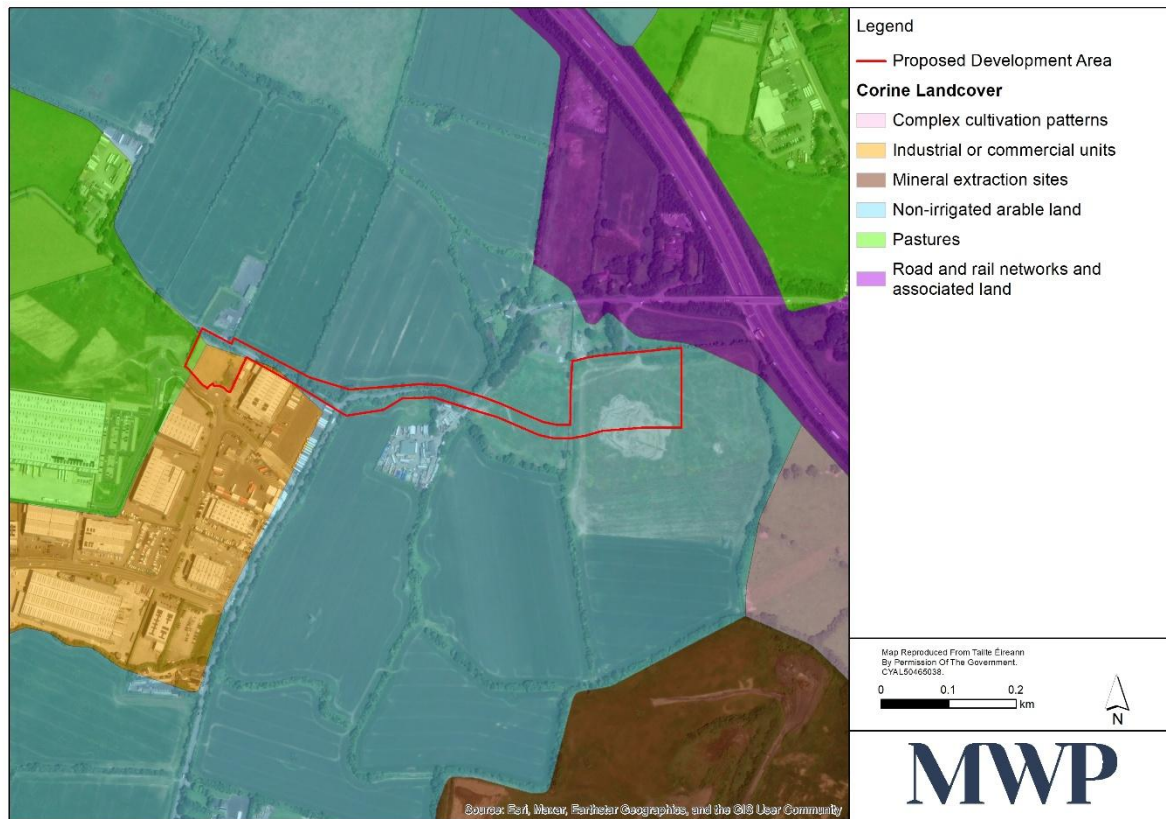 Legend
Proposed Development Area
Corine Landcover
Complex cultivation patterns
Industrial or commercial units
Mineral extraction sites
Non-irrigated arable land
Pastures
Road and rail networks and
associated land
Map Reproduced From Tailte Éireann
By Permission Of The Government.
CYAL50465038.
0 0.1 0.2
km
N
MWP
Source: Esri, Maxar, Earthstar Geographics, and the GIS User Community